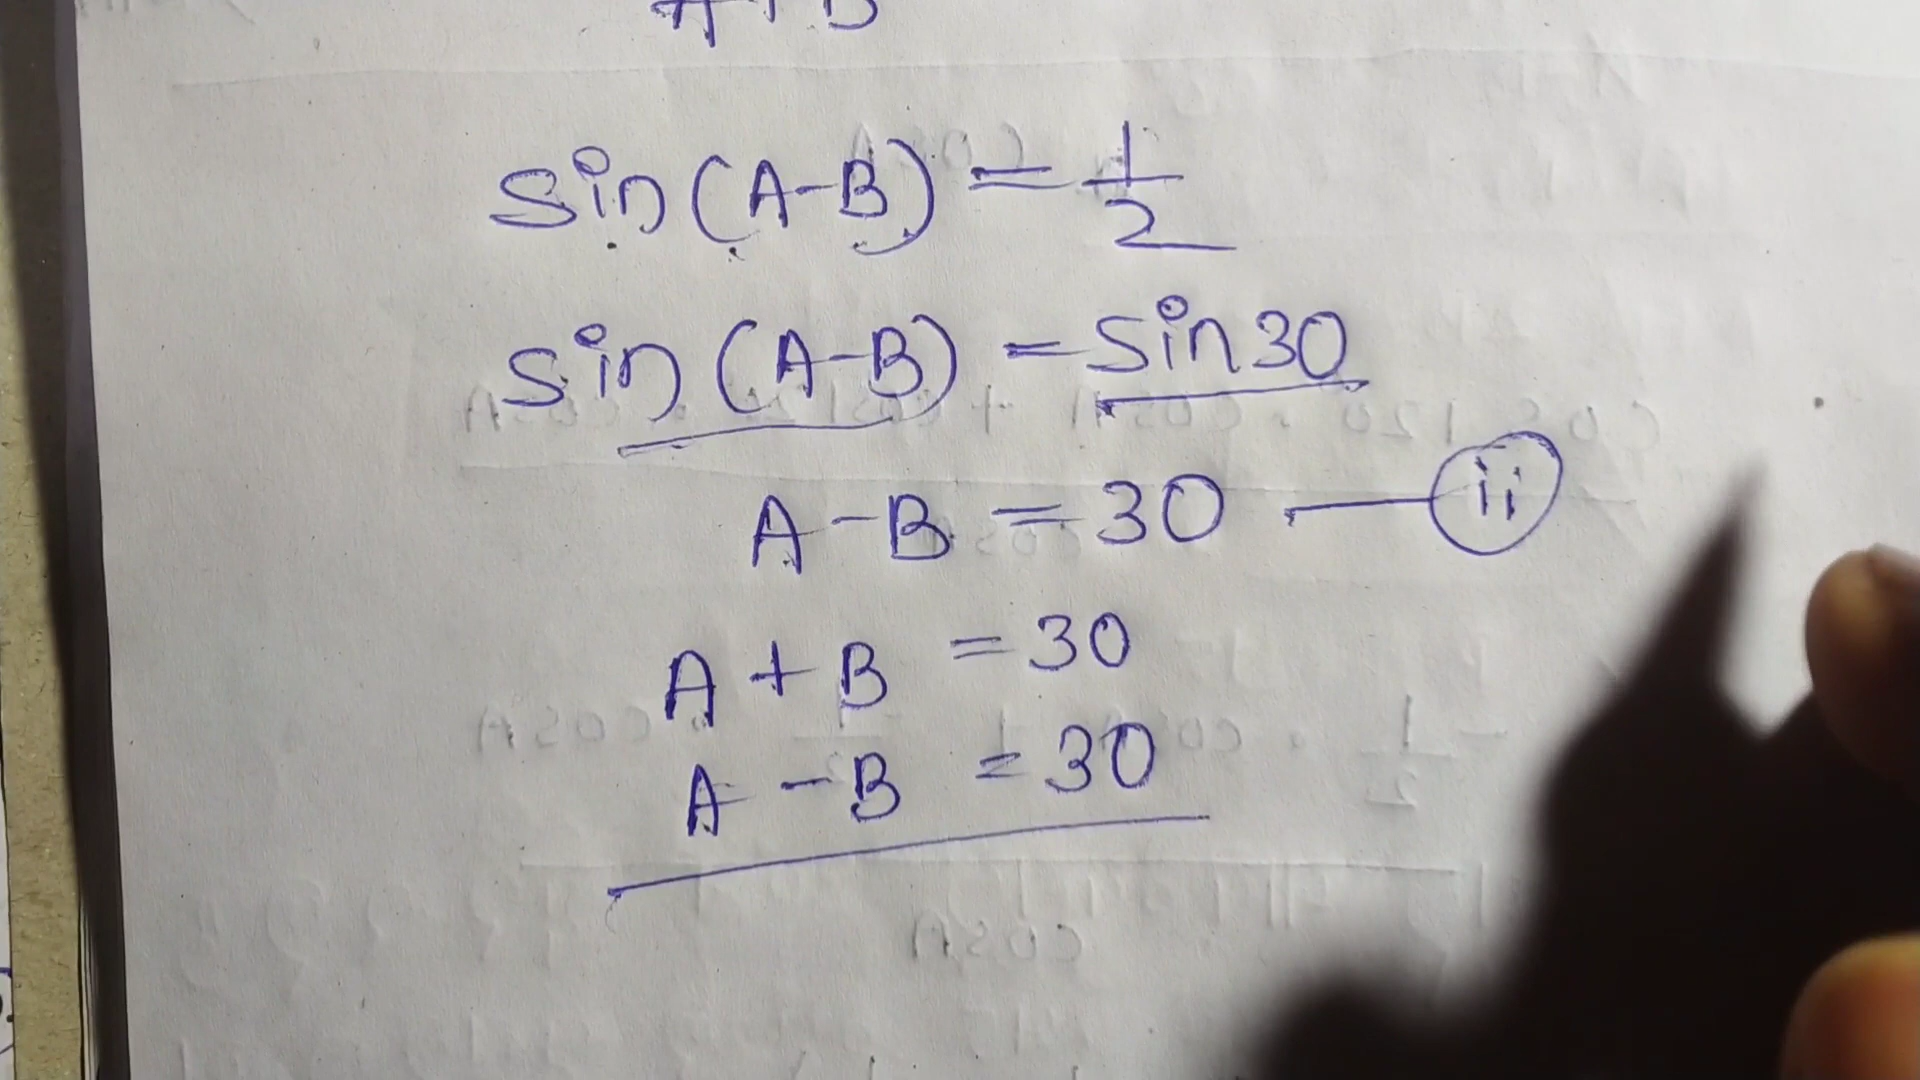 A+B
sin(A-B) = 1/2
sin(A-B) = sin30
A-B = 30 — ii
A+B = 30
A-B = 30